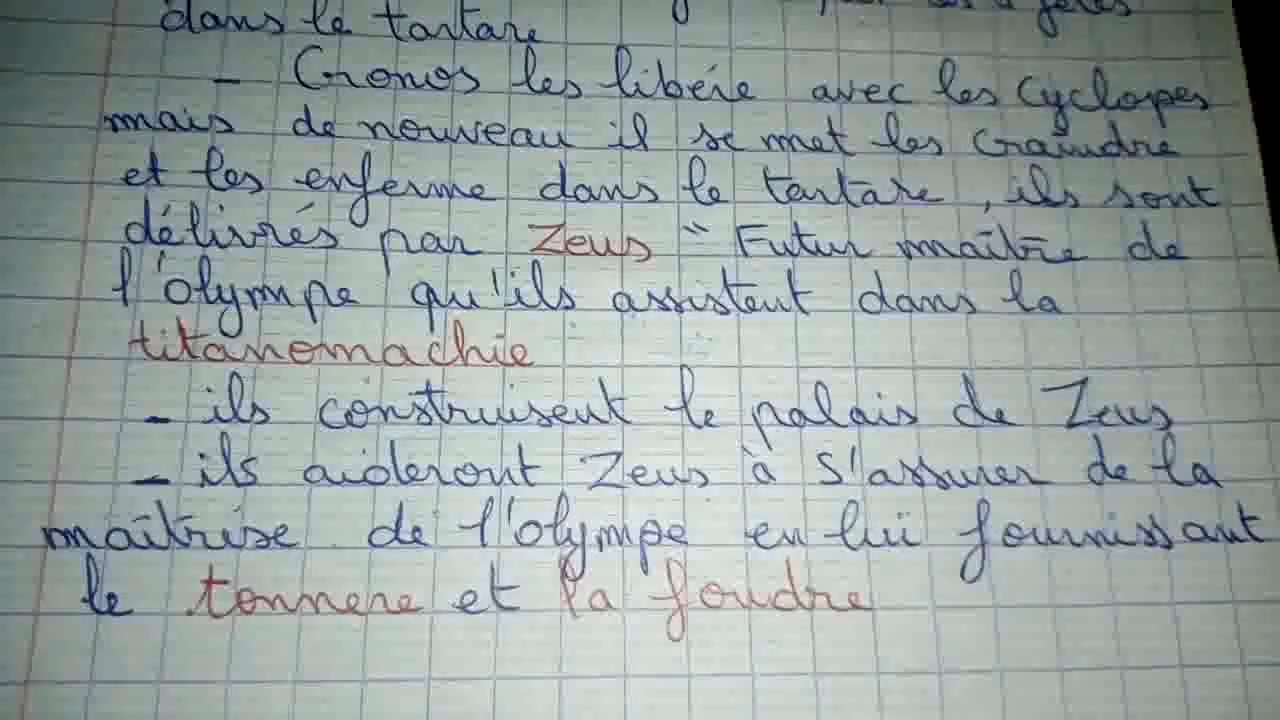 dans le tartare
- Cronos les libére avec les Cyclopes
mais de nouveau il se met les craindre
et les enferme dans le tartare, ils sont
délivrés par Zeus " Futur maître de
l'olympe qu'ils assistent dans la
titanomachie
- ils construisent le palais de Zeus
- ils aideront Zeus à s'assurer de la
maîtrise de l'olympe en lui fournissant
le tonnere et la foudre